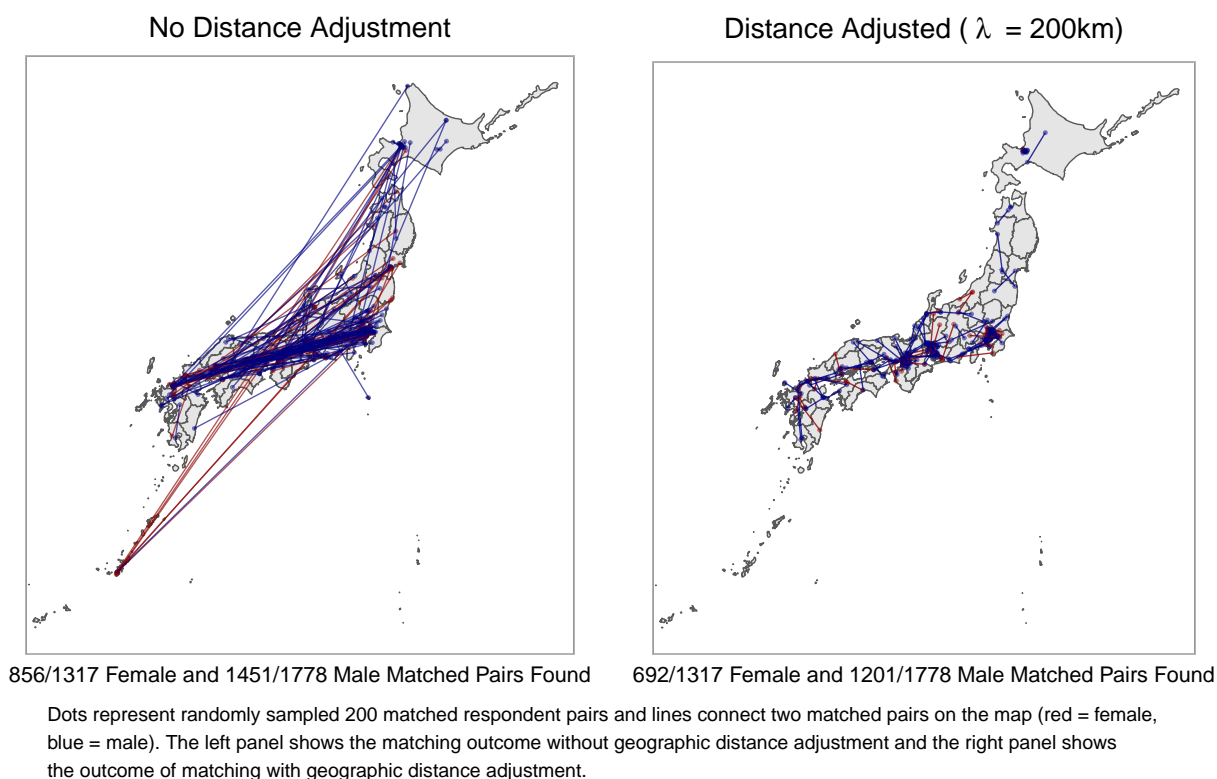 No Distance Adjustment
Distance Adjusted ( λ = 200km)
856/1317 Female and 1451/1778 Male Matched Pairs Found
692/1317 Female and 1201/1778 Male Matched Pairs Found
Dots represent randomly sampled 200 matched respondent pairs and lines connect two matched pairs on the map (red = female,
blue = male). The left panel shows the matching outcome without geographic distance adjustment and the right panel shows
the outcome of matching with geographic distance adjustment.